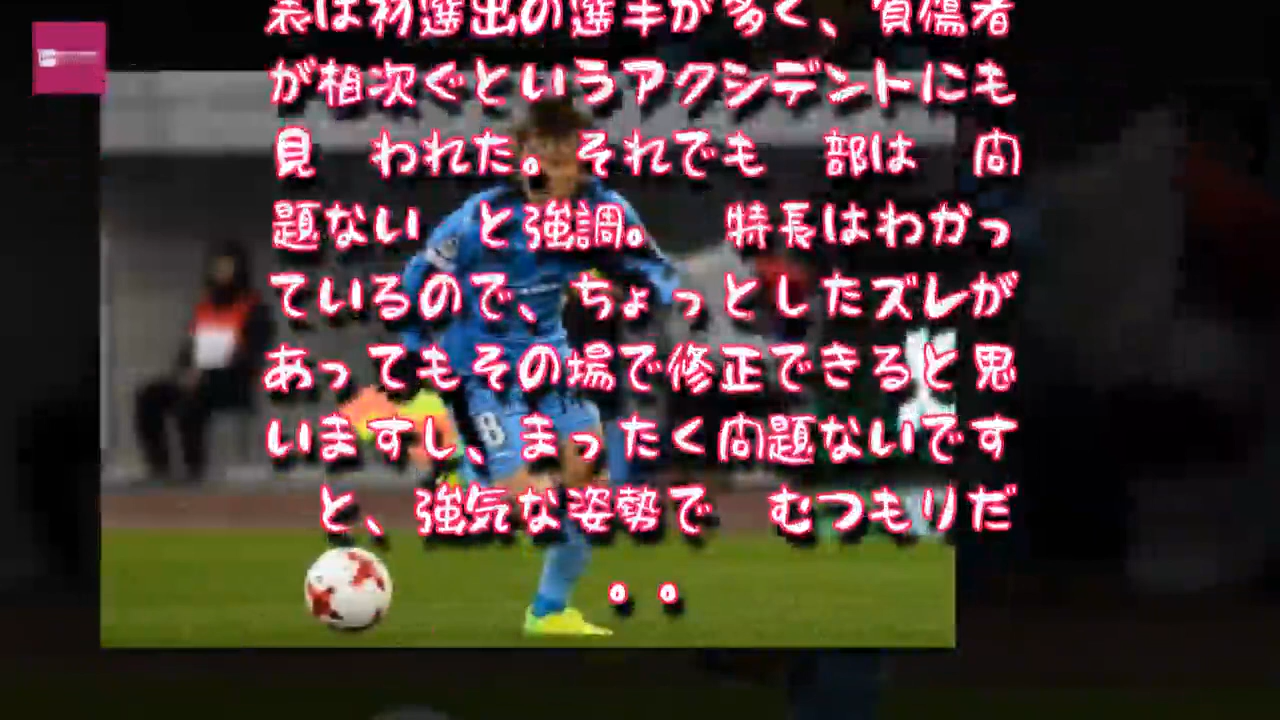 表は初選出の選手が多く、負傷者
が相次ぐというアクシデントにも
見　われた。それでも　部は　問
題ない　と強調。　特長はわかっ
ているので、ちょっとしたズレが
あってもその場で修正できると思
いますし、まったく問題ないです
と、強気な姿勢で　むつもりだ
。。
8